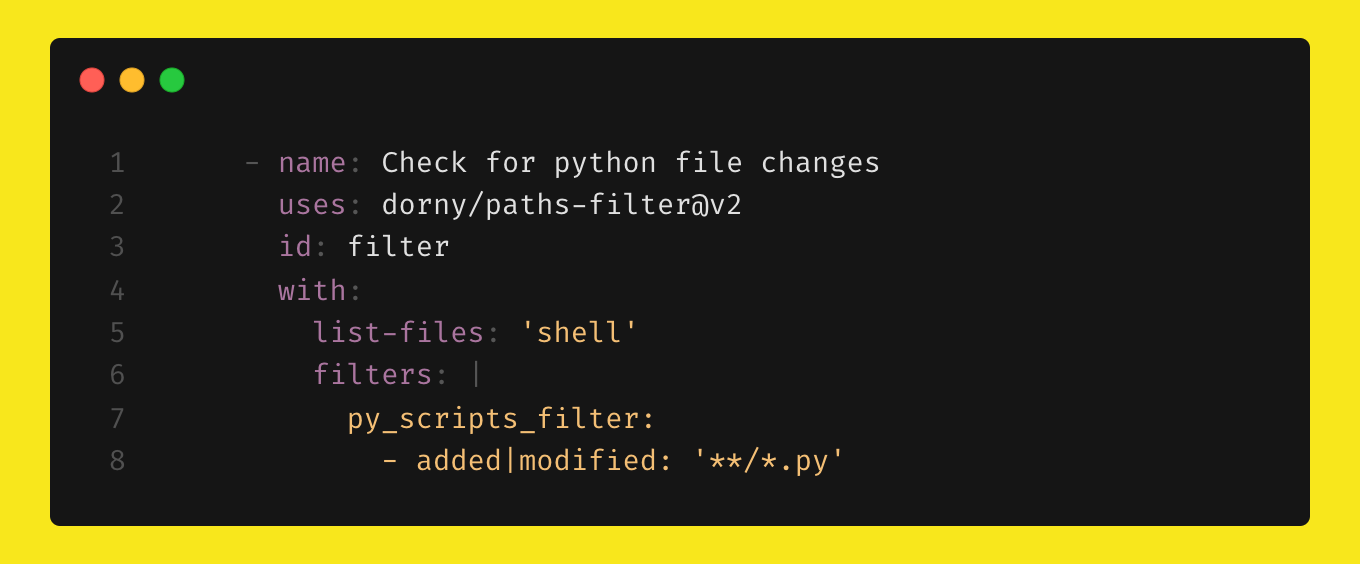 1 - name: Check for python file changes
2 uses: dorny/paths-filter@v2
3 id: filter
4 with:
5 list-files: 'shell'
6 filters: |
7 py_scripts_filter:
8 - added|modified: '**/*.py'